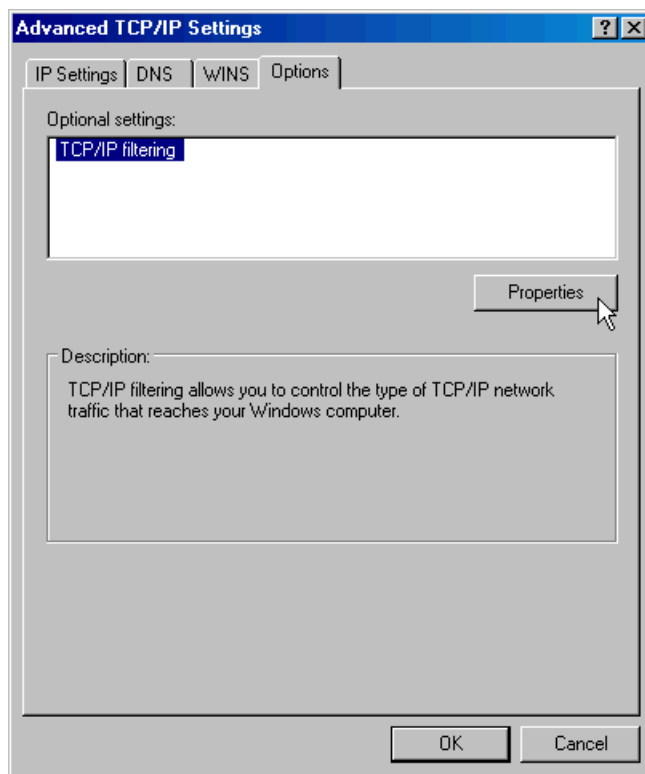 Advanced TCP/IP Settings
IP Settings DNS WINS Options
Optional settings:
TCP/IP filtering
Properties
Description:
TCP/IP filtering allows you to control the type of TCP/IP network
traffic that reaches your Windows computer.
OK Cancel